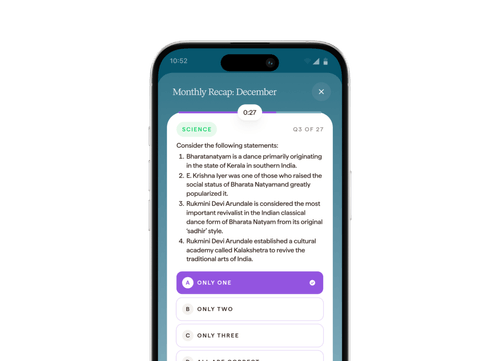 10:52
Monthly Recap: December
0:27
SCIENCE
Q3 OF 27
Consider the following statements:
1. Bharatanatyam is a dance primarily originating
in the state of Kerala in southern India.
2. E. Krishna Iyer was one of those who raised the
social status of Bharata Natyamand greatly
popularized it.
3. Rukmini Devi Arundale is considered the most
important revivalist in the Indian classical
dance form of Bharata Natyam from its original
‘sadhir’ style.
4. Rukmini Devi Arundale established a cultural
academy called Kalakshetra to revive the
traditional arts of India.
A ONLY ONE
B ONLY TWO
C ONLY THREE